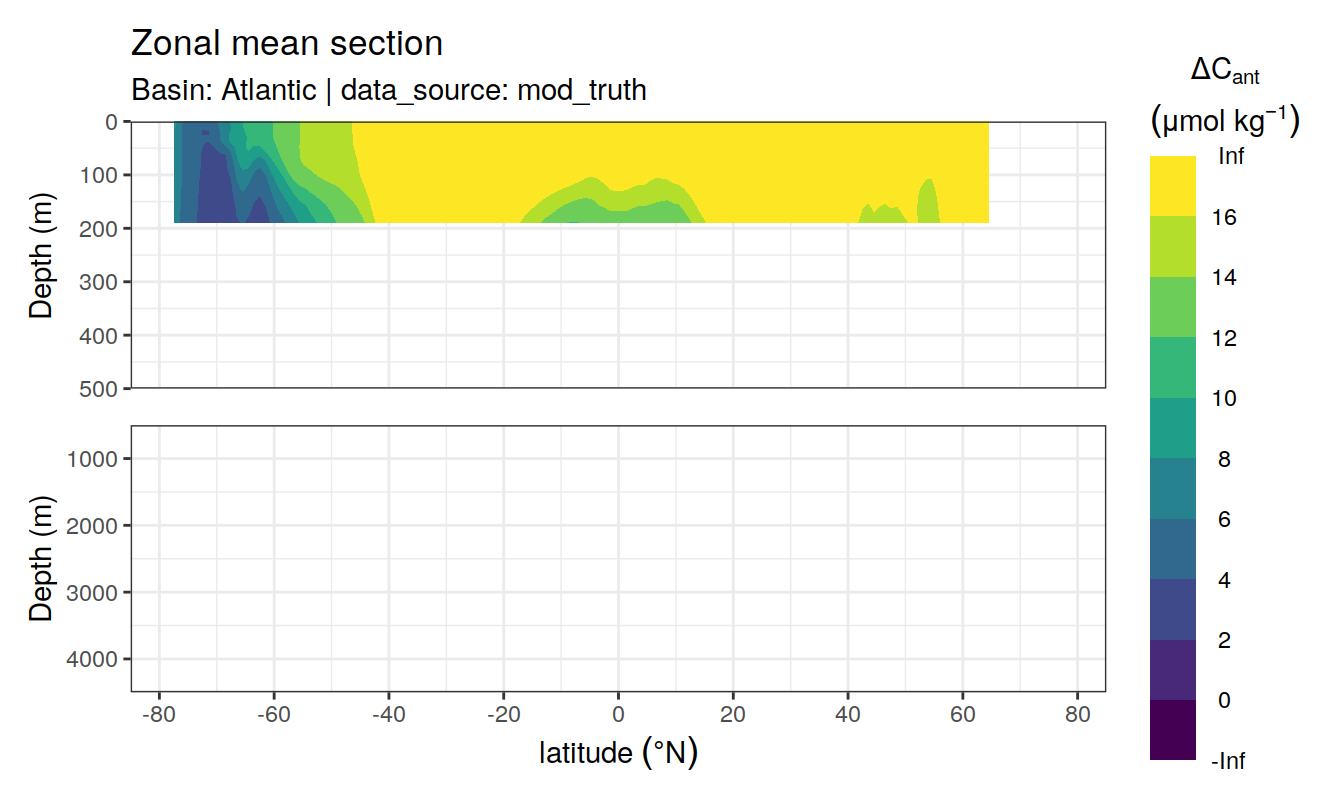 Zonal mean section
Basin: Atlantic | data_source: mod_truth
ΔCant
(μmol kg⁻¹)
Inf
16
14
12
10
8
6
4
2
0
-Inf
Depth (m)
0
100
200
300
400
500
Depth (m)
1000
2000
3000
4000
-80 -60 -40 -20 0 20 40 60 80
latitude (°N)